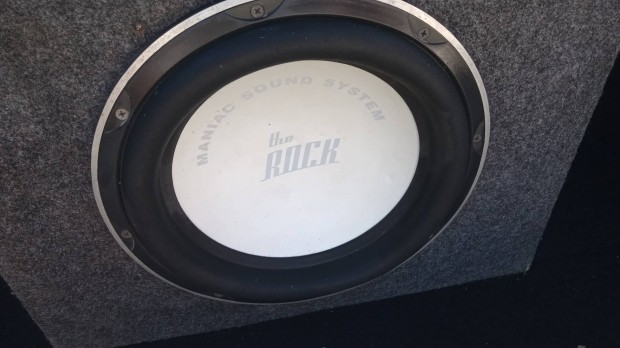 MANIAC SOUND SYSTEM
the
ROCK